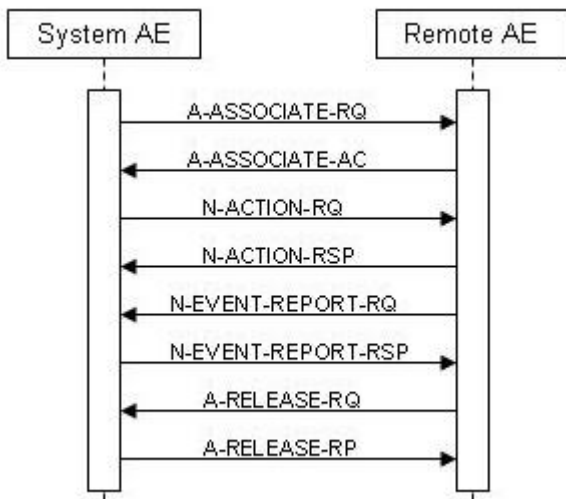 System AE
Remote AE
A-ASSOCIATE-RQ
A-ASSOCIATE-AC
N-ACTION-RQ
N-ACTION-RSP
N-EVENT-REPORT-RQ
N-EVENT-REPORT-RSP
A-RELEASE-RQ
A-RELEASE-RP